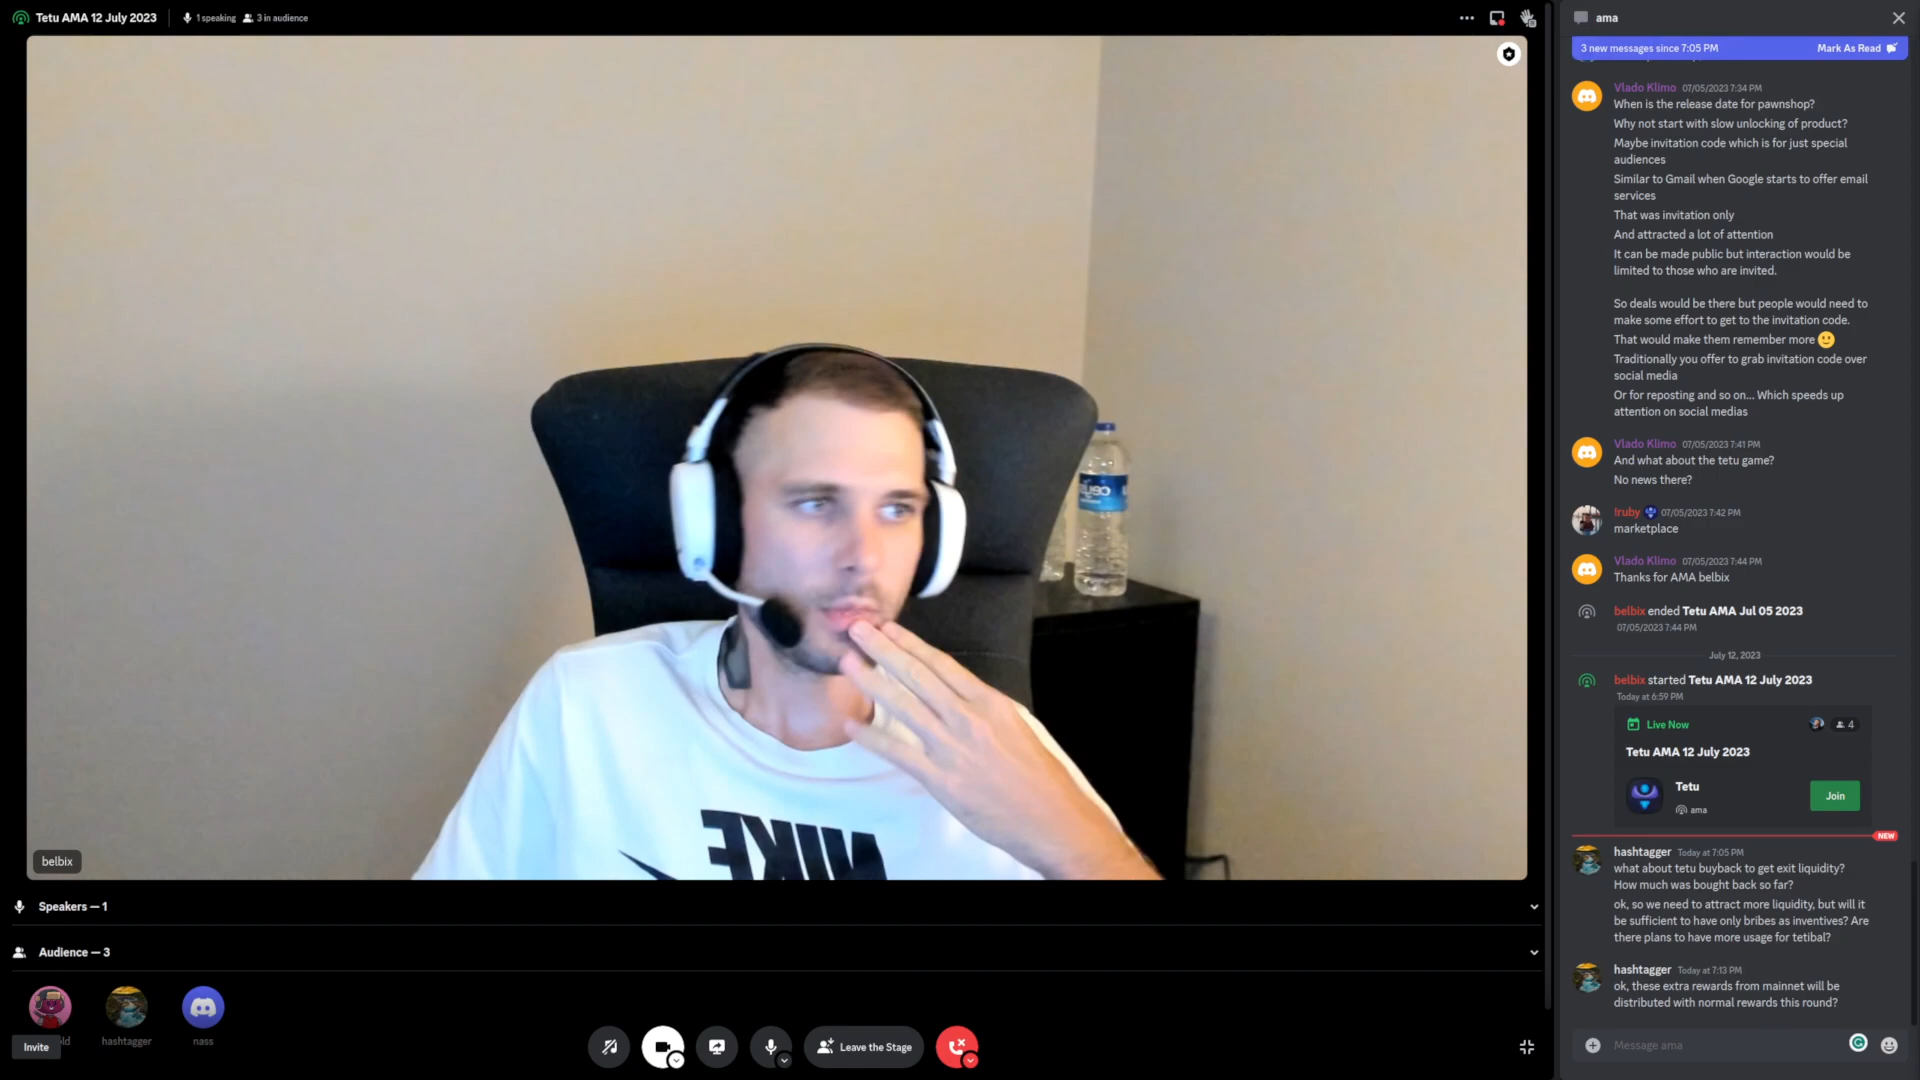 Tetu AMA 12 July 2023
1 speaking
3 in audience
NIKE
belbix
Speakers — 1
Audience — 3
hashtagger
nass
Invite
Leave the Stage
ama
3 new messages since 7:05 PM
Mark As Read
Vlado Klimo 07/05/2023 7:34 PM
When is the release date for pawnshop?
Why not start with slow unlocking of product?
Maybe invitation code which is for just special
audiences
Similar to Gmail when Google starts to offer email
services
That was invitation only
And attracted a lot of attention
It can be made public but interaction would be
limited to those who are invited.
So deals would be there but people would need to
make some effort to get to the invitation code.
That would make them remember more 🙂
Traditionally you offer to grab invitation code over
social media
Or for reposting and so on... Which speeds up
attention on social medias
Vlado Klimo 07/05/2023 7:41 PM
And what about the tetu game?
No news there?
!ruby 07/05/2023 7:42 PM
marketplace
Vlado Klimo 07/05/2023 7:44 PM
Thanks for AMA belbix
belbix ended Tetu AMA Jul 05 2023
07/05/2023 7:44 PM
July 12, 2023
belbix started Tetu AMA 12 July 2023
Today at 6:59 PM
Live Now
4
Tetu AMA 12 July 2023
Tetu
ama
Join
NEW
hashtagger Today at 7:05 PM
what about tetu buyback to get exit liquidity?
How much was bought back so far?
ok, so we need to attract more liquidity, but will it
be sufficient to have only bribes as inventives? Are
there plans to have more usage for tetibal?
hashtagger Today at 7:13 PM
ok, these extra rewards from mainnet will be
distributed with normal rewards this round?
Message ama